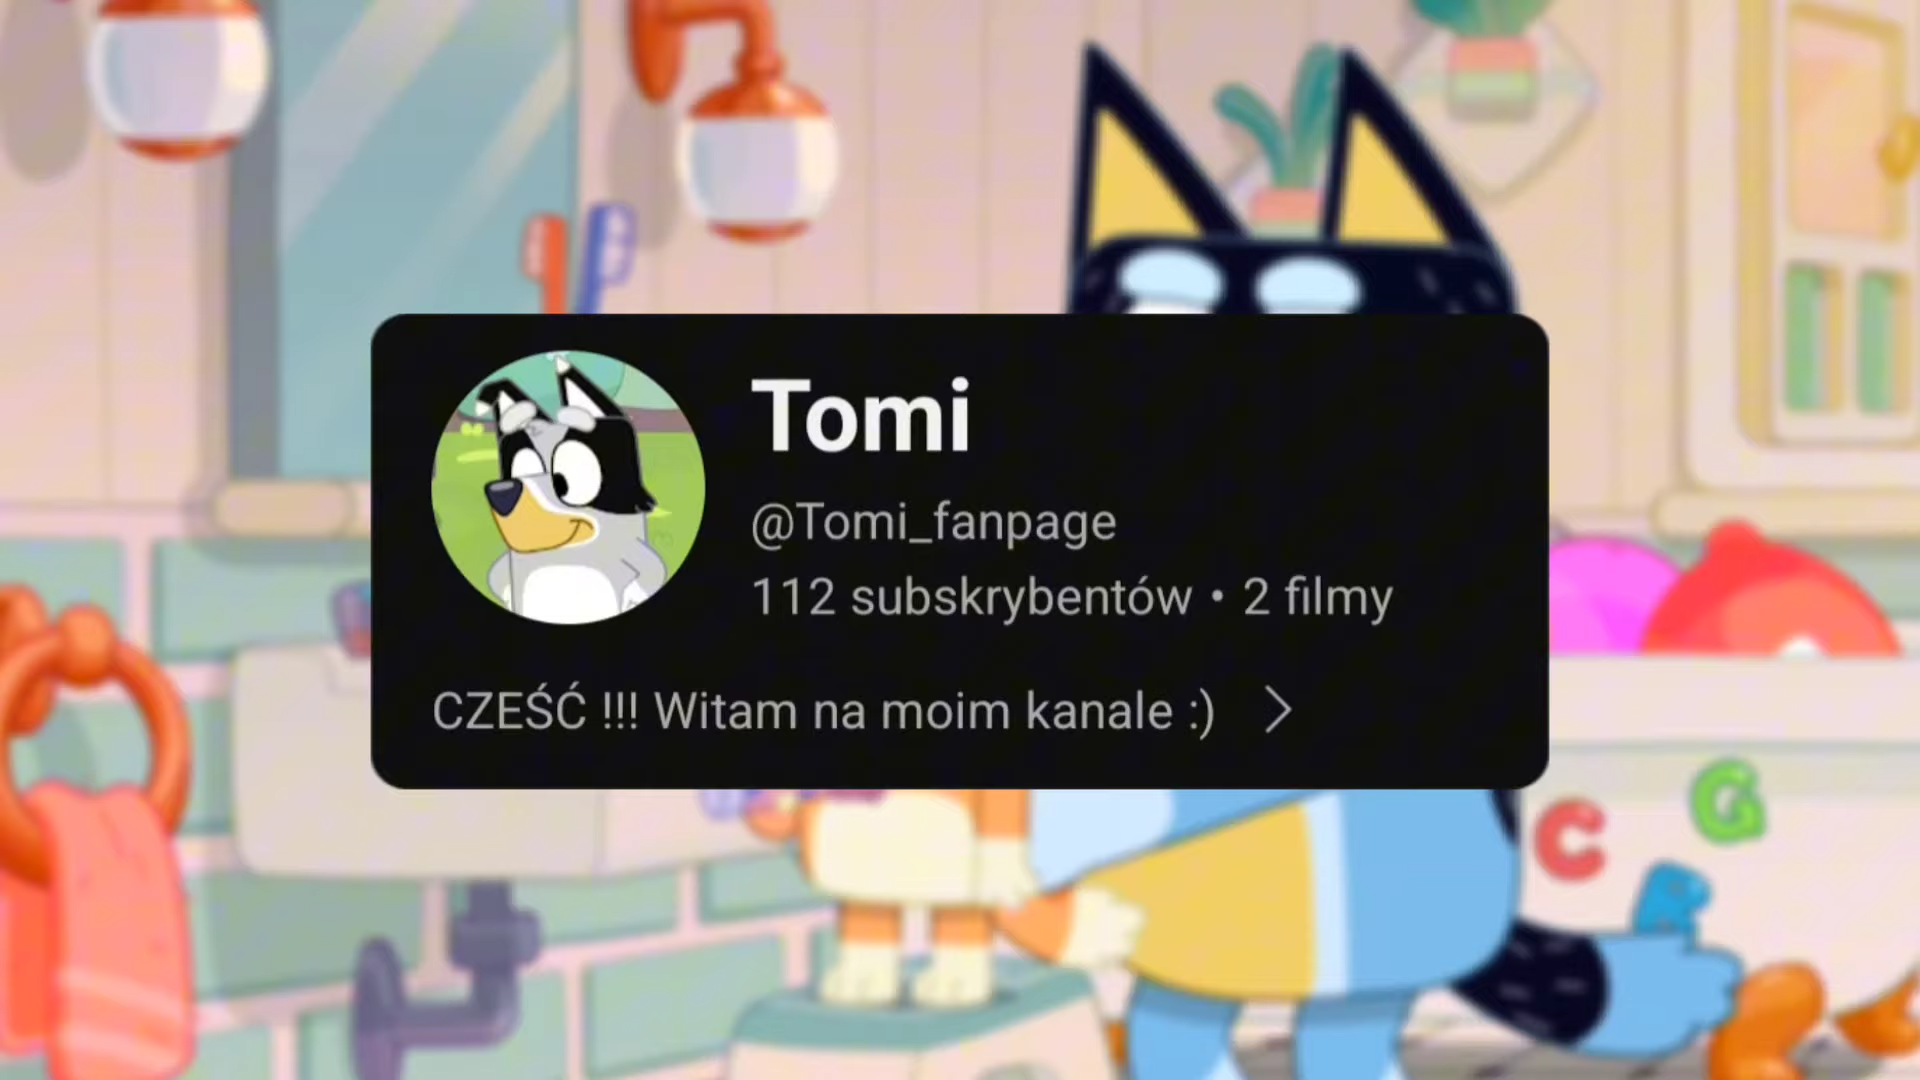 Tomi
@Tomi_fanpage
112 subskrybentów • 2 filmy
CZEŚĆ !!! Witam na moim kanale :)
G
C